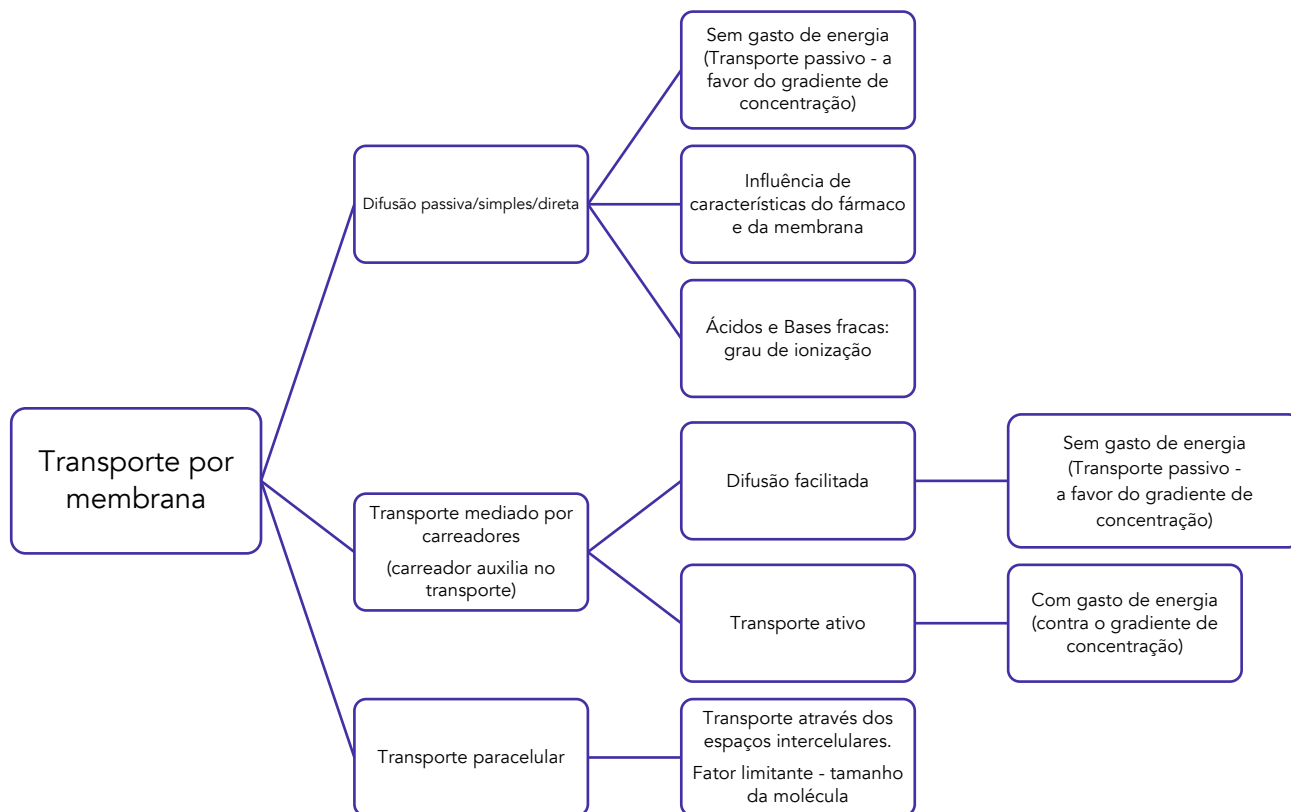 Transporte por
membrana
Difusão passiva/simples/direta
Sem gasto de energia
(Transporte passivo - a
favor do gradiente de
concentração)
Influência de
características do fármaco
e da membrana
Ácidos e Bases fracas:
grau de ionização
Transporte mediado por
carreadores
(carreador auxilia no
transporte)
Difusão facilitada
Sem gasto de energia
(Transporte passivo -
a favor do gradiente de
concentração)
Transporte ativo
Com gasto de energia
(contra o gradiente de
concentração)
Transporte paracelular
Transporte através dos
espaços intercelulares.
Fator limitante - tamanho
da molécula